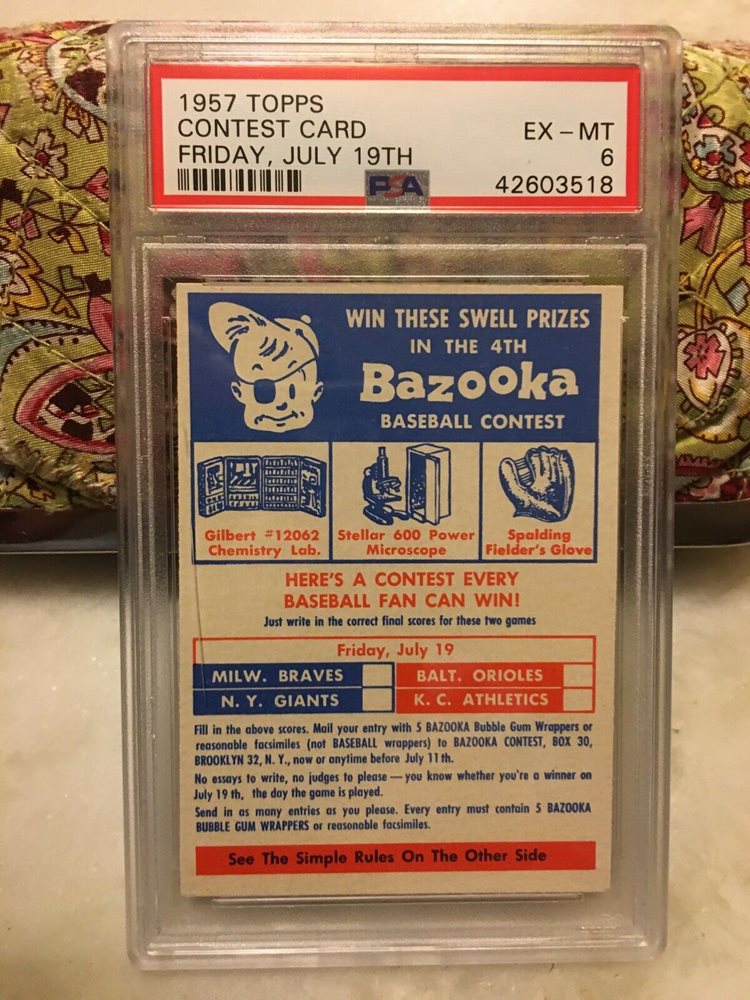 1957 TOPPS
CONTEST CARD EX – MT
FRIDAY, JULY 19TH 6
PSA 42603518
WIN THESE SWELL PRIZES
IN THE 4TH
Bazooka
BASEBALL CONTEST
Gilbert #12062 Stellar 600 Power Spalding
Chemistry Lab. Microscope Fielder's Glove
HERE'S A CONTEST EVERY
BASEBALL FAN CAN WIN!
Just write in the correct final scores for these two games
Friday, July 19
MILW. BRAVES BALT. ORIOLES
N. Y. GIANTS K. C. ATHLETICS
Fill in the above scores. Mail your entry with 5 BAZOOKA Bubble Gum Wrappers or
reasonable facsimiles (not BASEBALL wrappers) to BAZOOKA CONTEST, BOX 30,
BROOKLYN 32, N. Y., now or anytime before July 11th.
No essays to write, no judges to please — you know whether you're a winner on
July 19 th, the day the game is played.
Send in as many entries as you please. Every entry must contain 5 BAZOOKA
BUBBLE GUM WRAPPERS or reasonable facsimiles.
See The Simple Rules On The Other Side